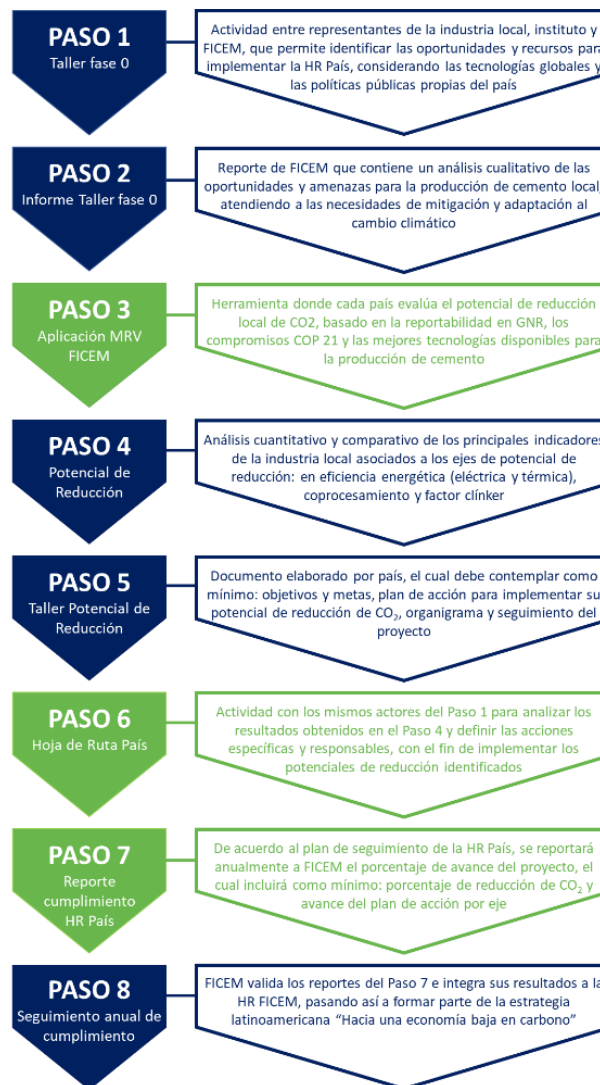 PASO 1
Taller fase 0
Actividad entre representantes de la industria local, instituto y
FICEM, que permite identificar las oportunidades y recursos para
implementar la HR País, considerando las tecnologías globales y
las políticas públicas propias del país
PASO 2
Informe Taller fase 0
Reporte de FICEM que contiene un análisis cualitativo de las
oportunidades y amenazas para la producción de cemento local,
atendiendo a las necesidades de mitigación y adaptación al
cambio climático
PASO 3
Aplicación MRV
FICEM
Herramienta donde cada país evalúa el potencial de reducción
local de CO2, basado en la reportabilidad en GNR, los
compromisos COP 21 y las mejores tecnologías disponibles para
la producción de cemento
PASO 4
Potencial de
Reducción
Análisis cuantitativo y comparativo de los principales indicadores
de la industria local asociados a los ejes de potencial de
reducción: en eficiencia energética (eléctrica y térmica),
coprocesamiento y factor clínker
PASO 5
Taller Potencial de
Reducción
Documento elaborado por país, el cual debe contemplar como
mínimo: objetivos y metas, plan de acción para implementar su
potencial de reducción de CO₂, organigrama y seguimiento del
proyecto
PASO 6
Hoja de Ruta País
Actividad con los mismos actores del Paso 1 para analizar los
resultados obtenidos en el Paso 4 y definir las acciones
específicas y responsables, con el fin de implementar los
potenciales de reducción identificados
PASO 7
Reporte
cumplimiento
HR País
De acuerdo al plan de seguimiento de la HR País, se reportará
anualmente a FICEM el porcentaje de avance del proyecto, el
cual incluirá como mínimo: porcentaje de reducción de CO₂ y
avance del plan de acción por eje
PASO 8
Seguimiento anual de
cumplimiento
FICEM valida los reportes del Paso 7 e integra sus resultados a la
HR FICEM, pasando así a formar parte de la estrategia
latinoamericana “Hacia una economía baja en carbono”